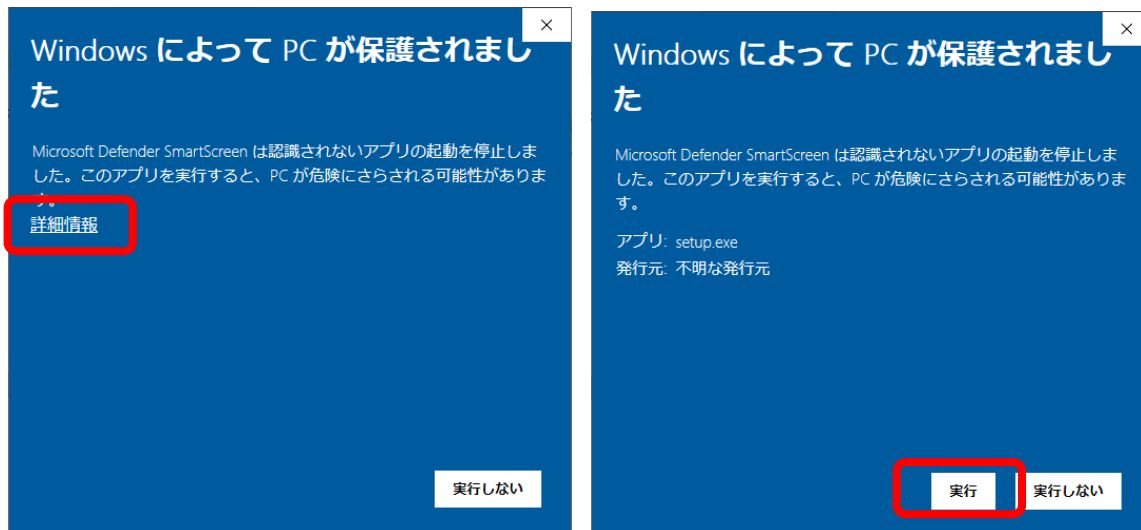 Windows によって PC が保護されまし
た
Microsoft Defender SmartScreen は認識されないアプリの起動を停止しま
した。このアプリを実行すると、PC が危険にさらされる可能性がありま
す。
詳細情報
実行しない
Windows によって PC が保護されまし
た
Microsoft Defender SmartScreen は認識されないアプリの起動を停止しま
した。このアプリを実行すると、PC が危険にさらされる可能性がありま
す。
アプリ: setup.exe
発行元: 不明な発行元
実行 実行しない